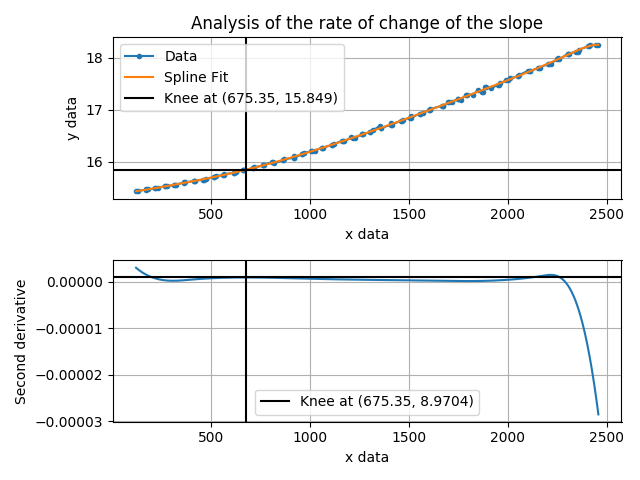 Analysis of the rate of change of the slope
Data
Spline Fit
Knee at (675.35, 15.849)
18
17
16
y data
500 1000 1500 2000 2500
x data
0.00000
−0.00001
−0.00002
−0.00003
Second derivative
Knee at (675.35, 8.9704)
500 1000 1500 2000 2500
x data